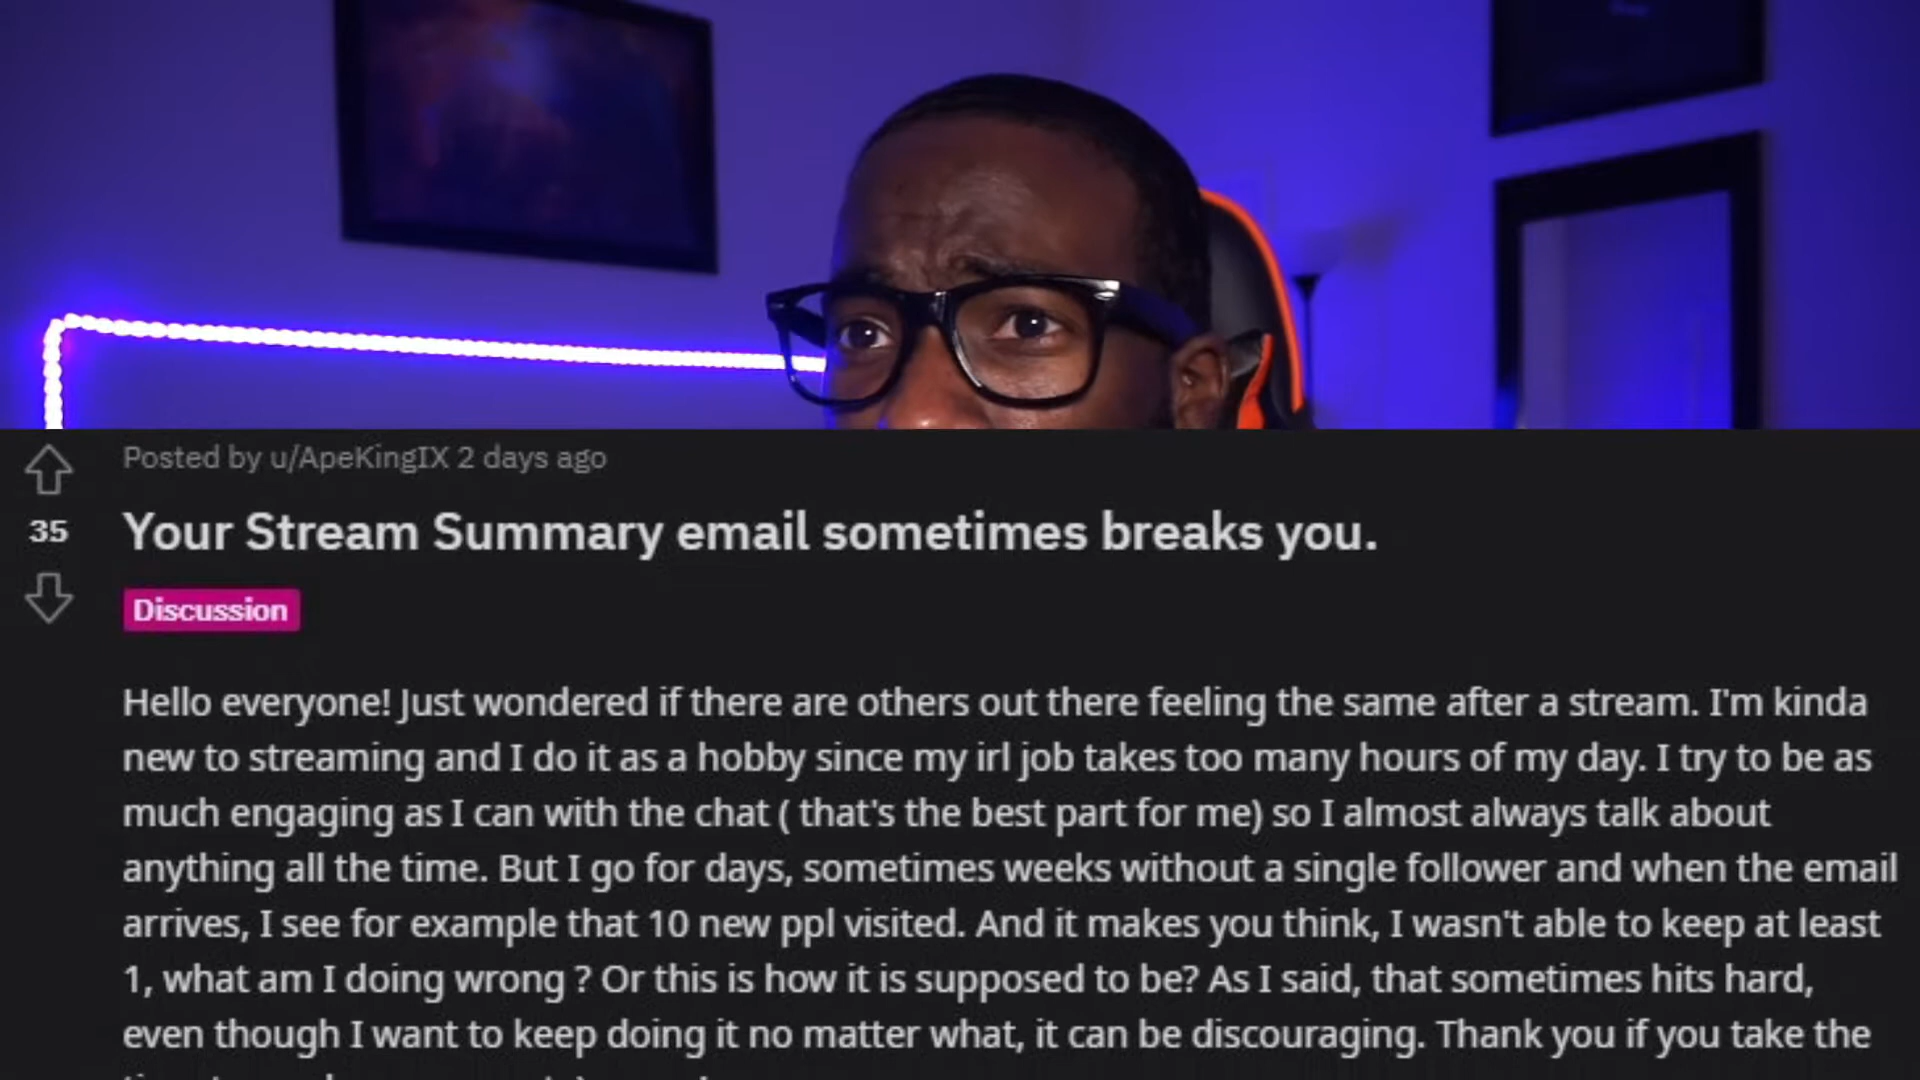 Posted by u/ApeKingIX 2 days ago
35
Your Stream Summary email sometimes breaks you.
Discussion
Hello everyone! Just wondered if there are others out there feeling the same after a stream. I'm kinda
new to streaming and I do it as a hobby since my irl job takes too many hours of my day. I try to be as
much engaging as I can with the chat ( that's the best part for me) so I almost always talk about
anything all the time. But I go for days, sometimes weeks without a single follower and when the email
arrives, I see for example that 10 new ppl visited. And it makes you think, I wasn't able to keep at least
1, what am I doing wrong ? Or this is how it is supposed to be? As I said, that sometimes hits hard,
even though I want to keep doing it no matter what, it can be discouraging. Thank you if you take the